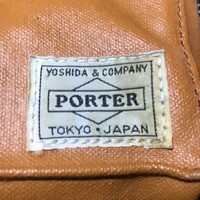 YOSHIDA & COMPANY
PORTER
TOKYO • JAPAN